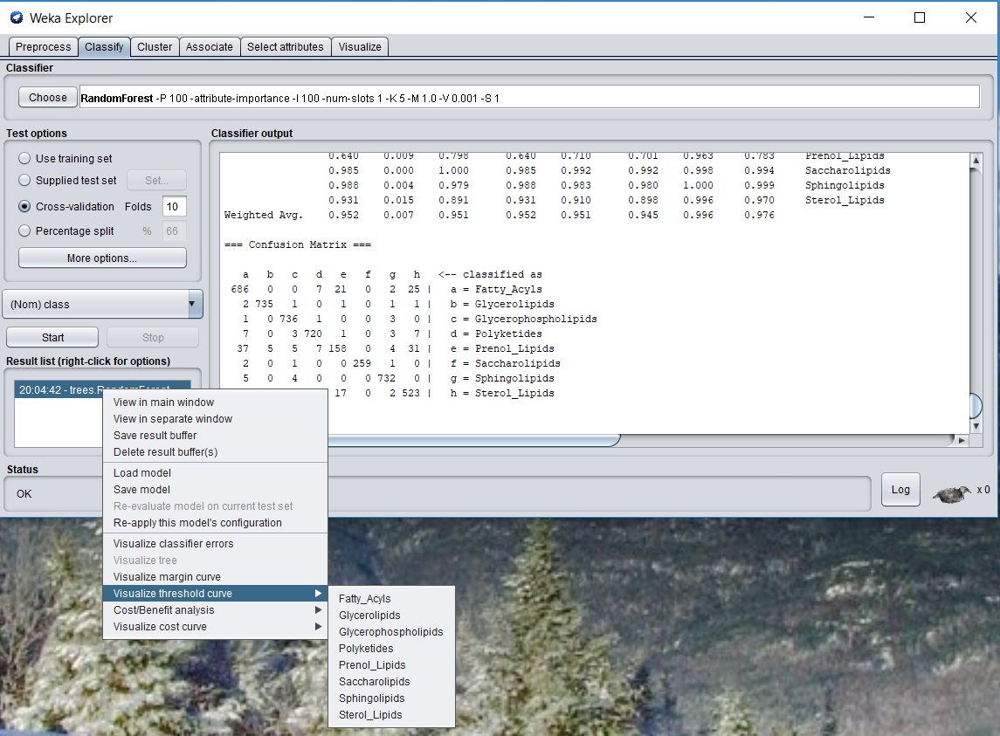 Weka Explorer
Preprocess Classify Cluster Associate Select attributes Visualize
Classifier
Choose RandomForest -P 100 -attribute-importance -I 100 -num-slots 1 -K 5 -M 1.0 -V 0.001 -S 1
Test options
Use training set
Supplied test set Set...
Cross-validation Folds 10
Percentage split % 66
More options...
(Nom) class
Start Stop
Result list (right-click for options)
20:04:42 - trees.RandomForest
Classifier output
0.640 0.009 0.798 0.640 0.710 0.701 0.963 0.783 Prenol_Lipids
0.985 0.000 1.000 0.985 0.992 0.992 0.998 0.994 Saccharolipids
0.988 0.004 0.979 0.988 0.983 0.980 1.000 0.999 Sphingolipids
0.931 0.015 0.891 0.931 0.910 0.898 0.996 0.970 Sterol_Lipids
Weighted Avg. 0.952 0.007 0.951 0.952 0.951 0.945 0.996 0.976
=== Confusion Matrix ===
a b c d e f g h <-- classified as
686 0 0 7 21 0 2 25 | a = Fatty_Acyls
2 735 1 0 1 0 1 1 | b = Glycerolipids
1 0 736 1 0 0 3 0 | c = Glycerophospholipids
7 0 3 720 1 0 3 7 | d = Polyketides
37 5 5 7 158 0 4 31 | e = Prenol_Lipids
2 0 1 0 0 259 1 0 | f = Saccharolipids
5 0 4 0 0 0 732 0 | g = Sphingolipids
17 0 2 523 | h = Sterol_Lipids
View in main window
View in separate window
Save result buffer
Delete result buffer(s)
Load model
Save model
Re-evaluate model on current test set
Re-apply this model's configuration
Visualize classifier errors
Visualize tree
Visualize margin curve
Visualize threshold curve
Cost/Benefit analysis
Visualize cost curve
Fatty_Acyls
Glycerolipids
Glycerophospholipids
Polyketides
Prenol_Lipids
Saccharolipids
Sphingolipids
Sterol_Lipids
Status
OK
Log x 0